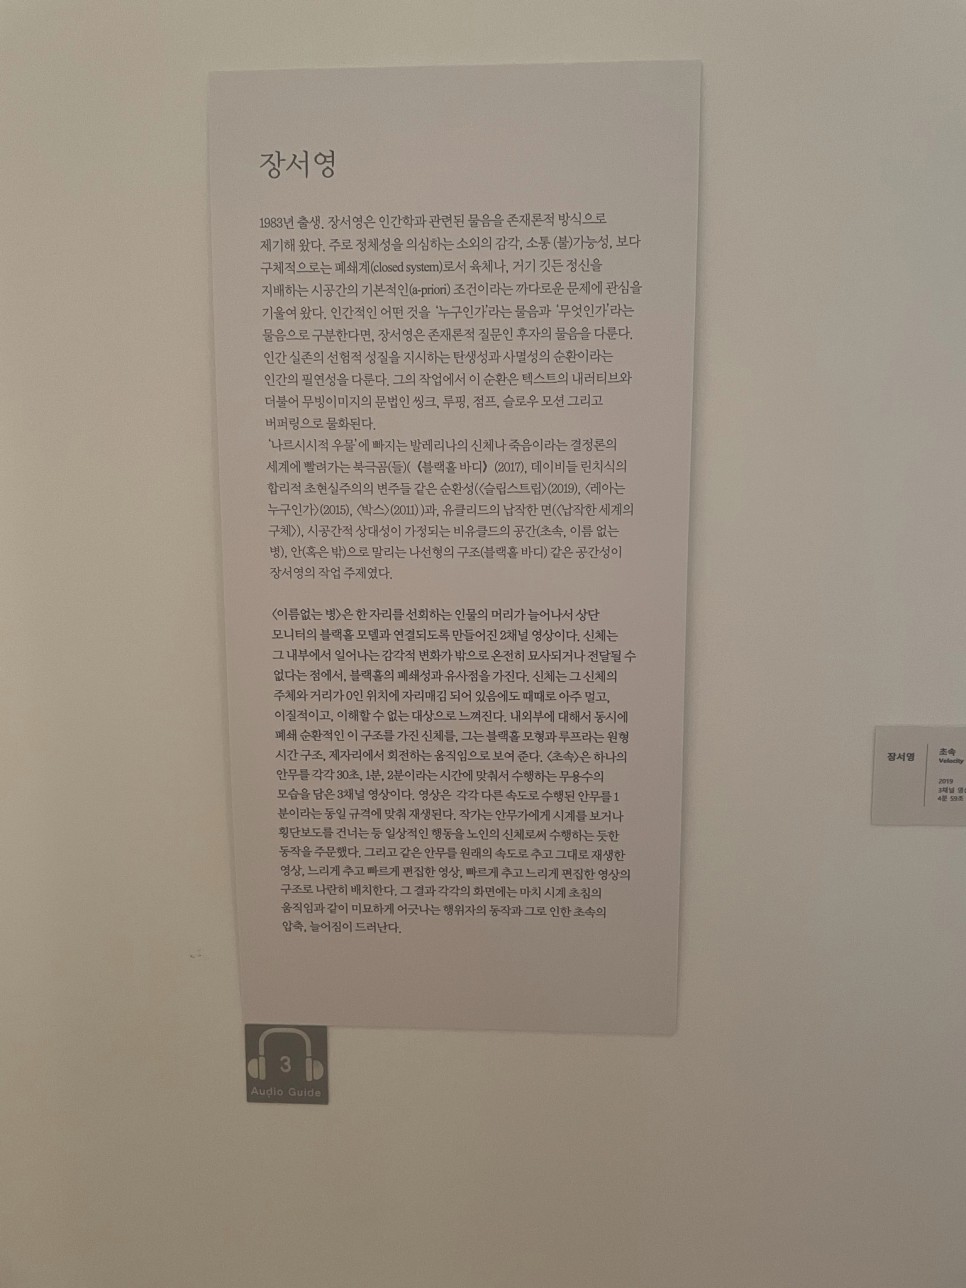 장서영
1983년 출생. 장서영은 인간학과 관련된 물음을 존재론적 방식으로
제기해 왔다. 주로 정체성을 의심하는 소외의 감각, 소통 (불)가능성, 보다
구체적으로는 폐쇄계(closed system)로서 육체나, 거기 깃든 정신을
지배하는 시공간의 기본적인(a-priori) 조건이라는 까다로운 문제에 관심을
기울여 왔다. 인간적인 어떤 것을 '누구인가'라는 물음과 '무엇인가'라는
물음으로 구분한다면, 장서영은 존재론적 질문인 후자의 물음을 다룬다.
인간 실존의 선험적 성질을 지시하는 탄생성과 사멸성의 순환이라는
인간의 필연성을 다룬다. 그의 작업에서 이 순환은 텍스트의 내러티브와
더불어 무빙이미지의 문법인 씽크, 루핑, 점프, 슬로우 모션 그리고
버퍼링으로 물화된다.
'나르시시적 우물'에 빠지는 발레리나의 신체나 죽음이라는 결정론의
세계에 빨려가는 북극곰(들)(《블랙홀 바디》(2017), 데이비들 린치식의
합리적 초현실주의의 변주들 같은 순환성(〈슬립스트립〉(2019), 〈레아는
누구인가〉(2015), 〈박스〉(2011))과, 유클리드의 납작한 면(〈납작한 세계의
구체〉), 시공간적 상대성이 가정되는 비유클드의 공간(초속, 이름 없는
병), 안(혹은 밖)으로 말리는 나선형의 구조(블랙홀 바디) 같은 공간성이
장서영의 작업 주제였다.
〈이름없는 병〉은 한 자리를 선회하는 인물의 머리가 늘어나서 상단
모니터의 블랙홀 모델과 연결되도록 만들어진 2채널 영상이다. 신체는
그 내부에서 일어나는 감각적 변화가 밖으로 온전히 묘사되거나 전달될 수
없다는 점에서, 블랙홀의 폐쇄성과 유사점을 가진다. 신체는 그 신체의
주체와 거리가 0인 위치에 자리매김 되어 있음에도 때때로 아주 멀고,
이질적이고, 이해할 수 없는 대상으로 느껴진다. 내외부에 대해서 동시에
폐쇄 순환적인 이 구조를 가진 신체를, 그는 블랙홀 모형과 루프라는 원형
시간 구조, 제자리에서 회전하는 움직임으로 보여 준다. 〈초속〉은 하나의
안무를 각각 30초, 1분, 2분이라는 시간에 맞춰서 수행하는 무용수의
모습을 담은 3채널 영상이다. 영상은 각각 다른 속도로 수행된 안무를 1
분이라는 동일 규격에 맞춰 재생된다. 작가는 안무가에게 시계를 보거나
횡단보도를 건너는 등 일상적인 행동을 노인의 신체로써 수행하는 듯한
동작을 주문했다. 그리고 같은 안무를 원래의 속도로 추고 그대로 재생한
영상, 느리게 추고 빠르게 편집한 영상, 빠르게 추고 느리게 편집한 영상의
구조로 나란히 배치한다. 그 결과 각각의 화면에는 마치 시계 초침의
움직임과 같이 미묘하게 어긋나는 행위자의 동작과 그로 인한 초속의
압축, 늘어짐이 드러난다.
3
Audio Guide
장서영
초속
Velocity
2019
3채널
4분 59초